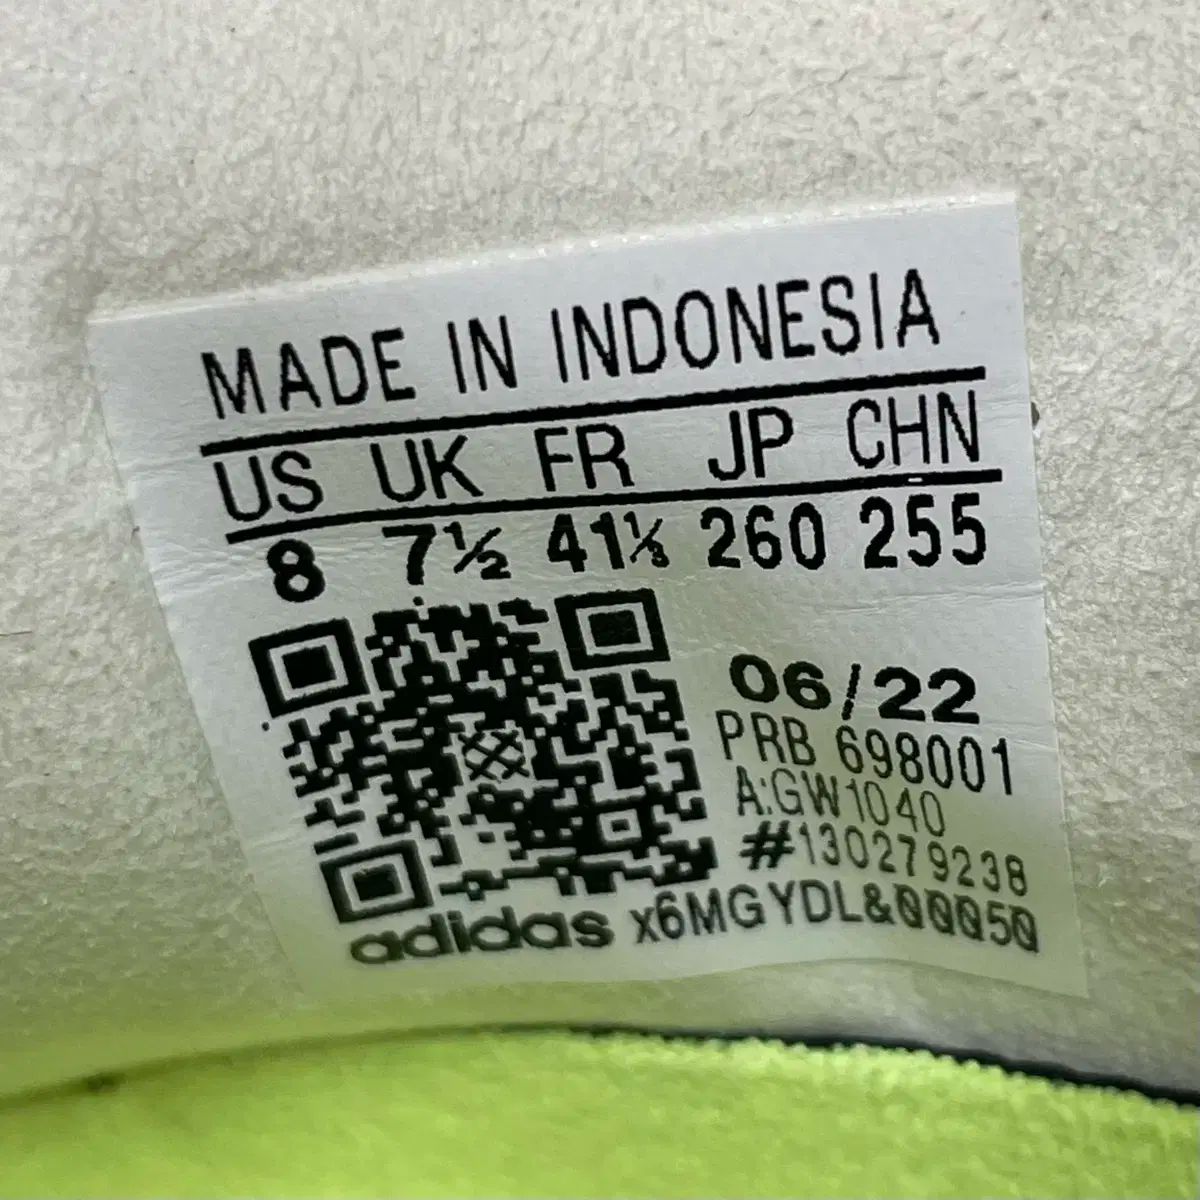 MADE IN INDONESIA
US UK FR JP CHN
8 7½ 41⅓ 260 255
06/22
PRB 698001
A:GW1040
#130279238
adidas x6MGYDL&00050